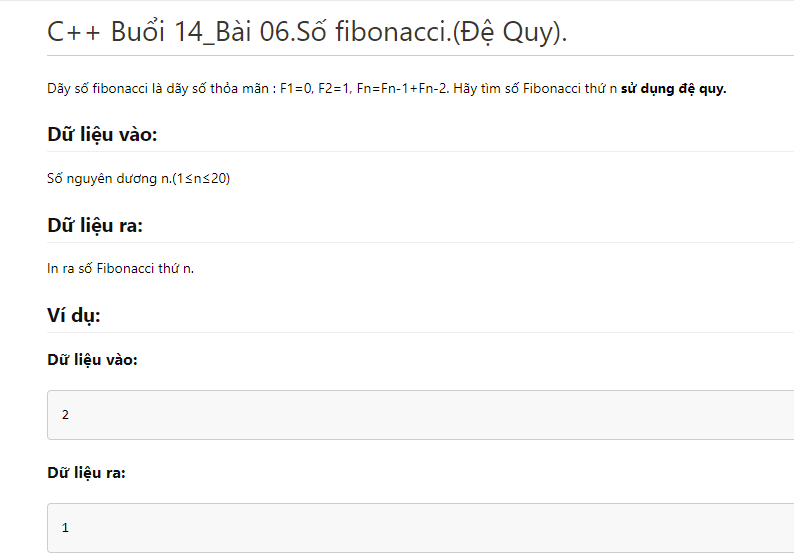 C++ Buổi 14_Bài 06.Số fibonacci.(Đệ Quy).
Dãy số fibonacci là dãy số thỏa mãn : F1=0, F2=1, Fn=Fn-1+Fn-2. Hãy tìm số Fibonacci thứ n sử dụng đệ quy.
Dữ liệu vào:
Số nguyên dương n.(1≤n≤20)
Dữ liệu ra:
In ra số Fibonacci thứ n.
Ví dụ:
Dữ liệu vào:
2
Dữ liệu ra:
1